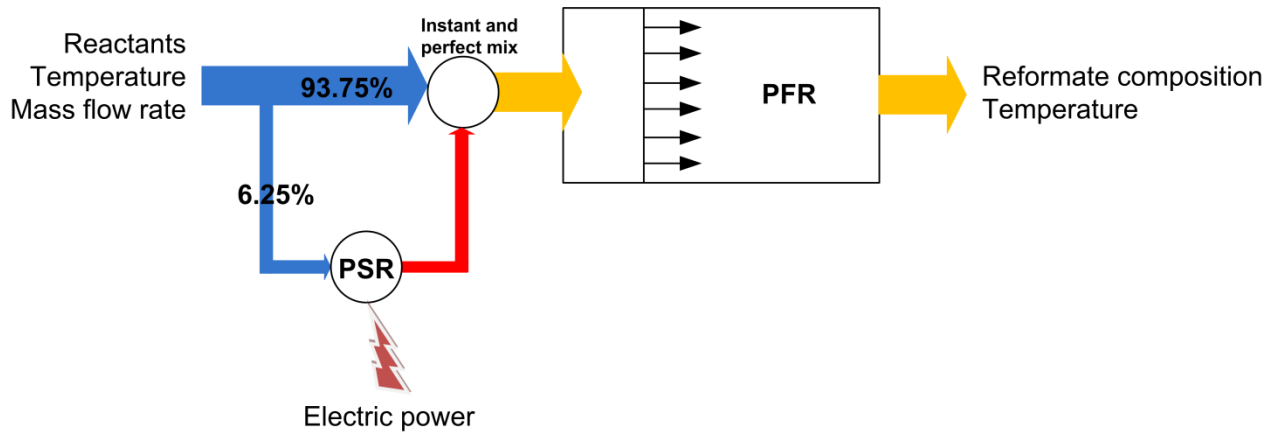 Reactants
Temperature
Mass flow rate
93.75%
Instant and
perfect mix
PFR
Reformate composition
Temperature
6.25%
PSR
Electric power